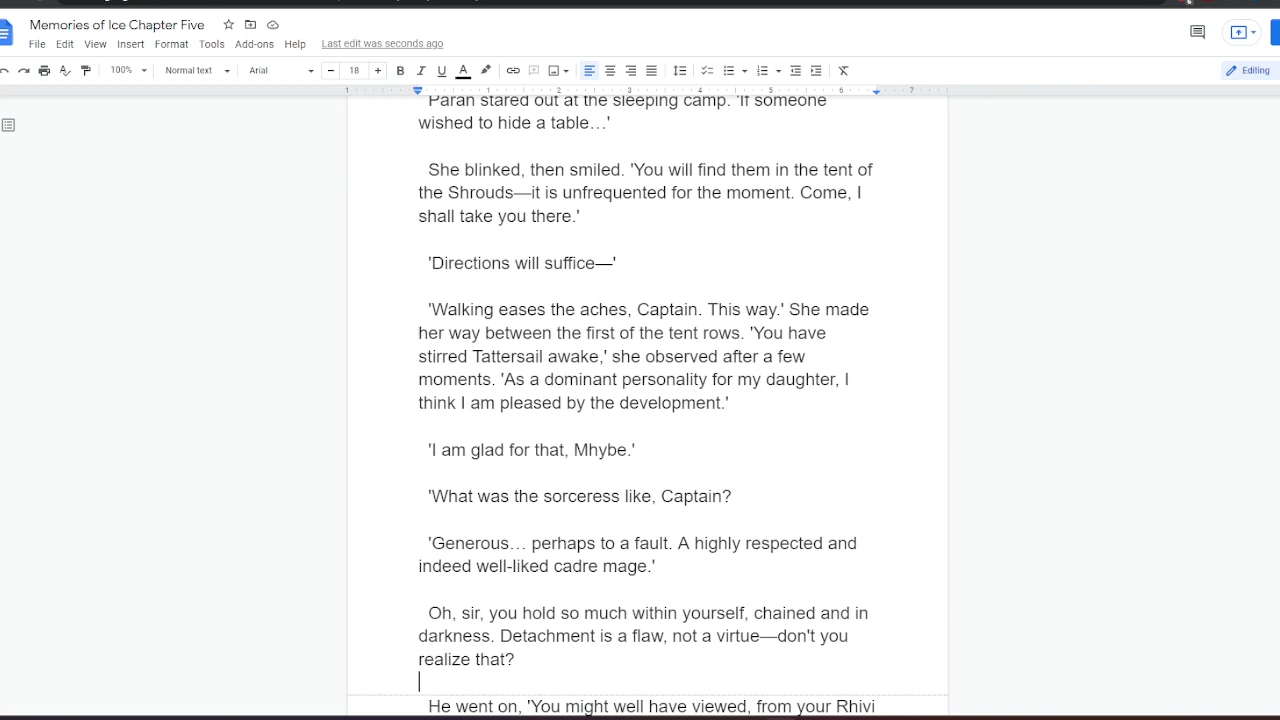 Memories of Ice Chapter Five
File Edit View Insert Format Tools Add-ons Help Last edit was seconds ago
100% Normal text Arial 18 Editing
1 1 2 3 4 5 6 7
Paran stared out at the sleeping camp. 'If someone
wished to hide a table…'
She blinked, then smiled. 'You will find them in the tent of
the Shrouds—it is unfrequented for the moment. Come, I
shall take you there.'
'Directions will suffice—'
'Walking eases the aches, Captain. This way.' She made
her way between the first of the tent rows. 'You have
stirred Tattersail awake,' she observed after a few
moments. 'As a dominant personality for my daughter, I
think I am pleased by the development.'
'I am glad for that, Mhybe.'
'What was the sorceress like, Captain?
'Generous… perhaps to a fault. A highly respected and
indeed well-liked cadre mage.'
Oh, sir, you hold so much within yourself, chained and in
darkness. Detachment is a flaw, not a virtue—don't you
realize that?
He went on, 'You might well have viewed, from your Rhivi